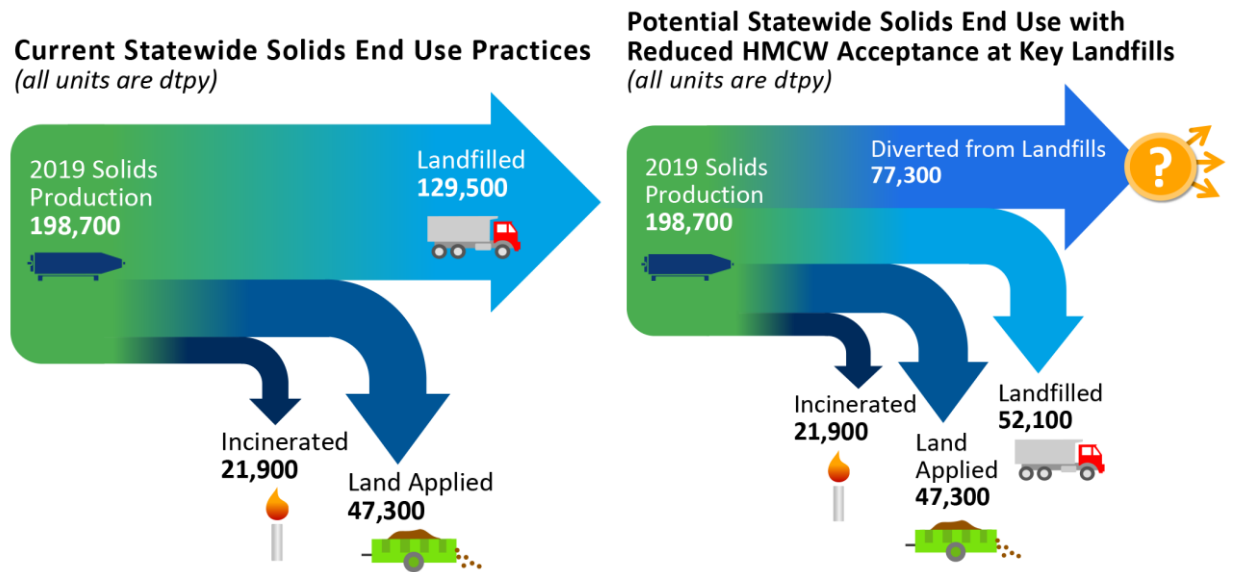 Current Statewide Solids End Use Practices
(all units are dtpy)
2019 Solids
Production
198,700
Landfilled
129,500
Incinerated
21,900
Land Applied
47,300
Potential Statewide Solids End Use with
Reduced HMCW Acceptance at Key Landfills
(all units are dtpy)
2019 Solids
Production
198,700
Diverted from Landfills
77,300
?
Incinerated
21,900
Land
Applied
47,300
Landfilled
52,100